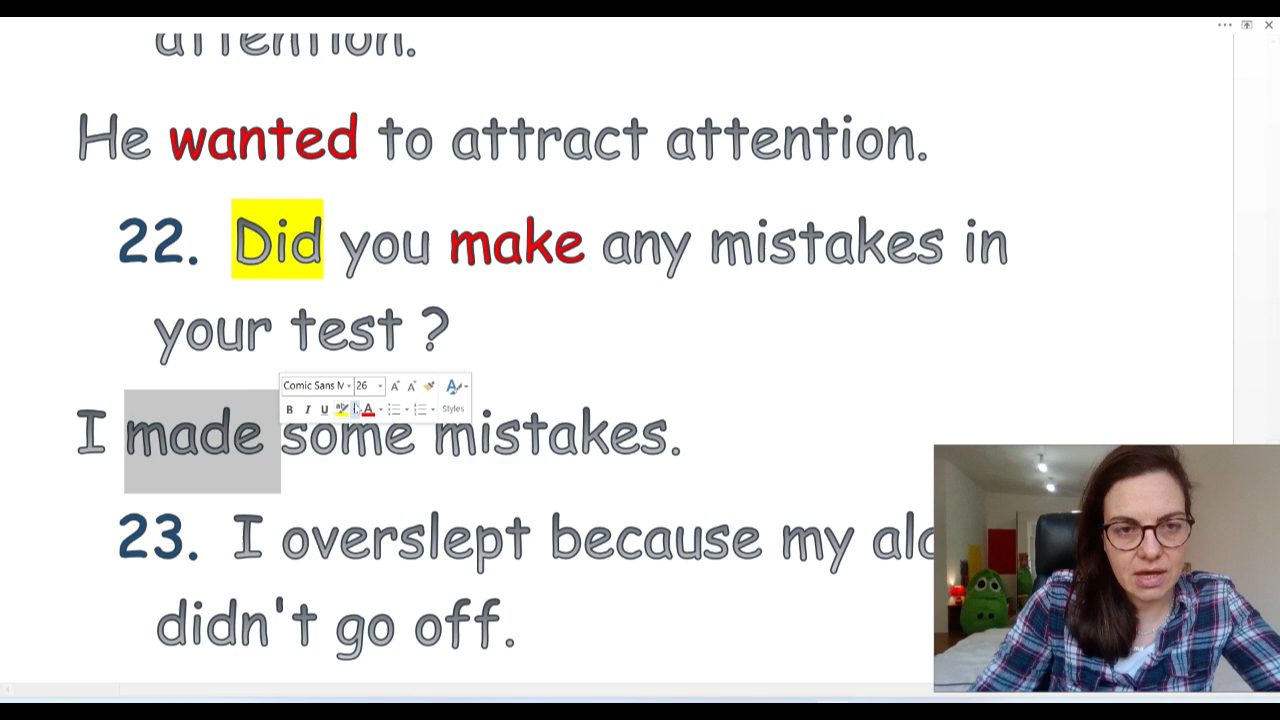 attention.
He wanted to attract attention.
22. Did you make any mistakes in
your test ?
Comic Sans M 26
B I U Styles
I made some mistakes.
23. I overslept because my
didn't go off.